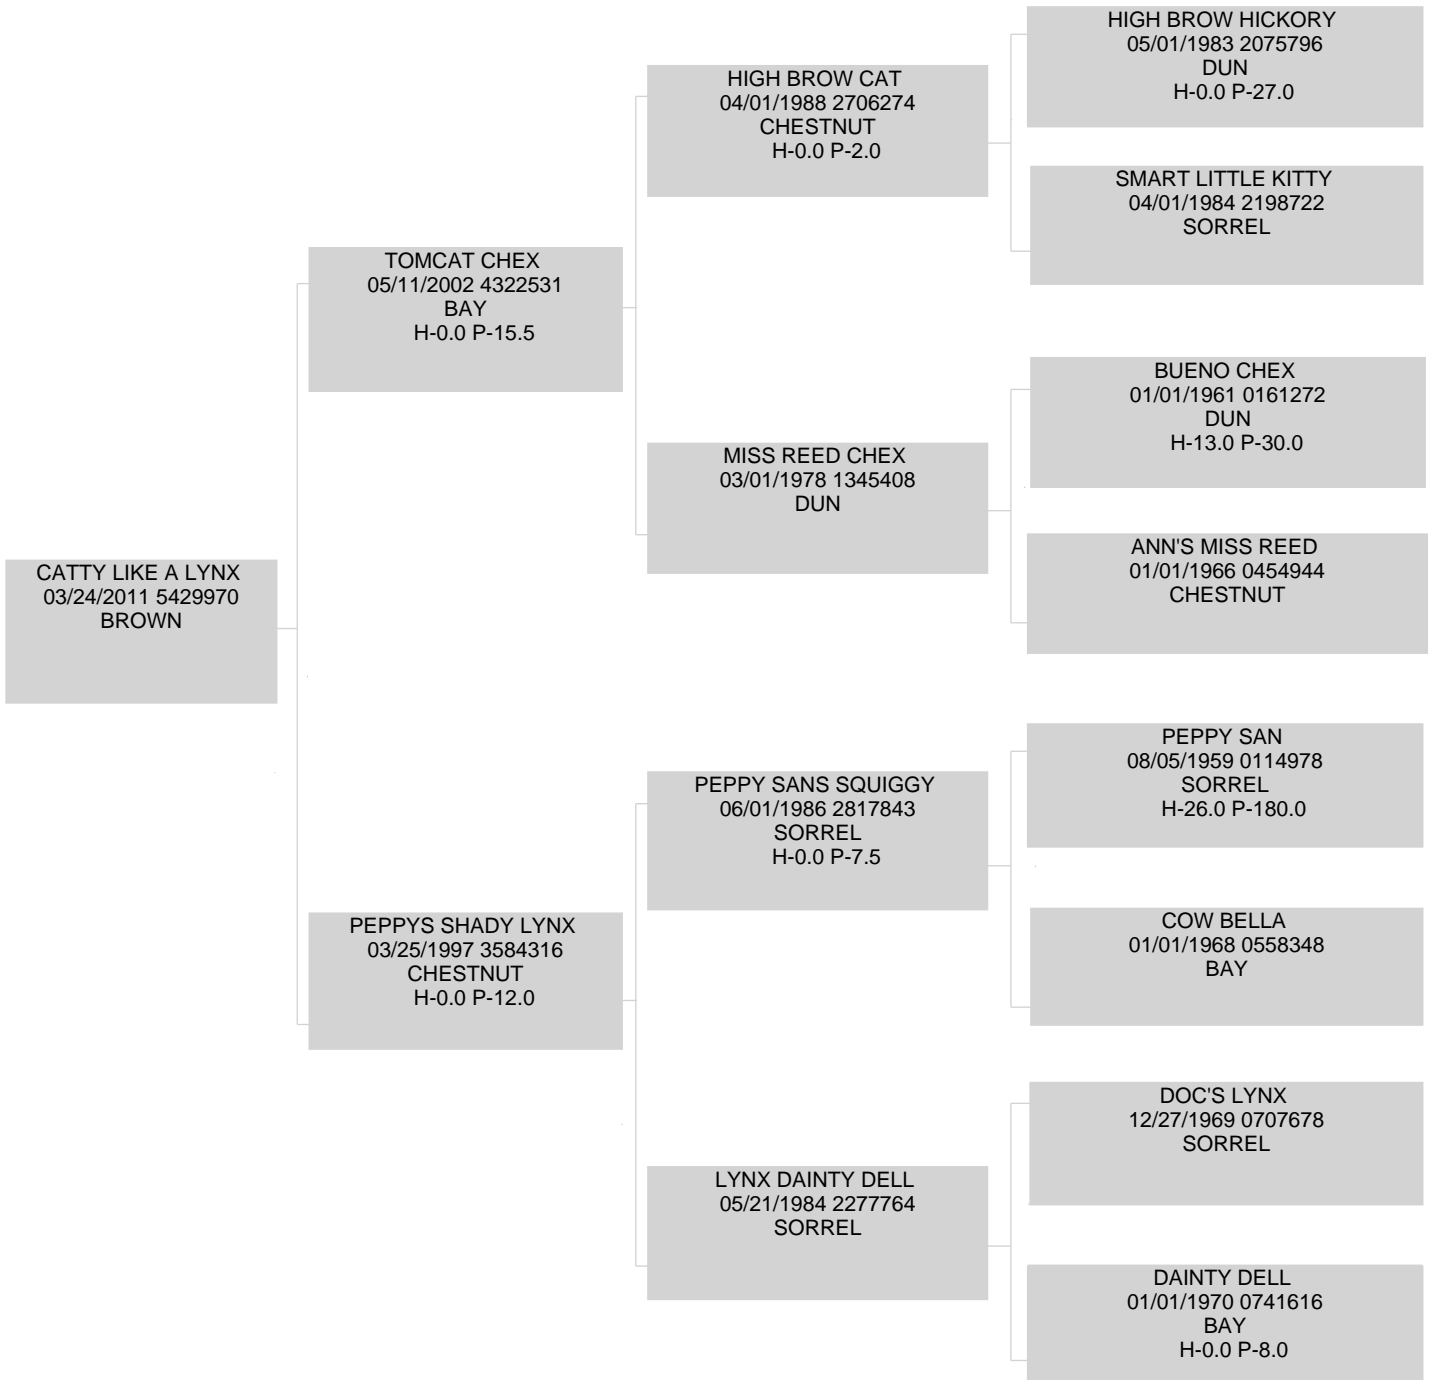 HIGH BROW HICKORY
05/01/1983 2075796
DUN
H-0.0 P-27.0
HIGH BROW CAT
04/01/1988 2706274
CHESTNUT
H-0.0 P-2.0
SMART LITTLE KITTY
04/01/1984 2198722
SORREL
TOMCAT CHEX
05/11/2002 4322531
BAY
H-0.0 P-15.5
BUENO CHEX
01/01/1961 0161272
DUN
H-13.0 P-30.0
MISS REED CHEX
03/01/1978 1345408
DUN
ANN'S MISS REED
01/01/1966 0454944
CHESTNUT
CATTY LIKE A LYNX
03/24/2011 5429970
BROWN
PEPPY SAN
08/05/1959 0114978
SORREL
H-26.0 P-180.0
PEPPY SANS SQUIGGY
06/01/1986 2817843
SORREL
H-0.0 P-7.5
COW BELLA
01/01/1968 0558348
BAY
PEPPYS SHADY LYNX
03/25/1997 3584316
CHESTNUT
H-0.0 P-12.0
DOC'S LYNX
12/27/1969 0707678
SORREL
LYNX DAINTY DELL
05/21/1984 2277764
SORREL
DAINTY DELL
01/01/1970 0741616
BAY
H-0.0 P-8.0